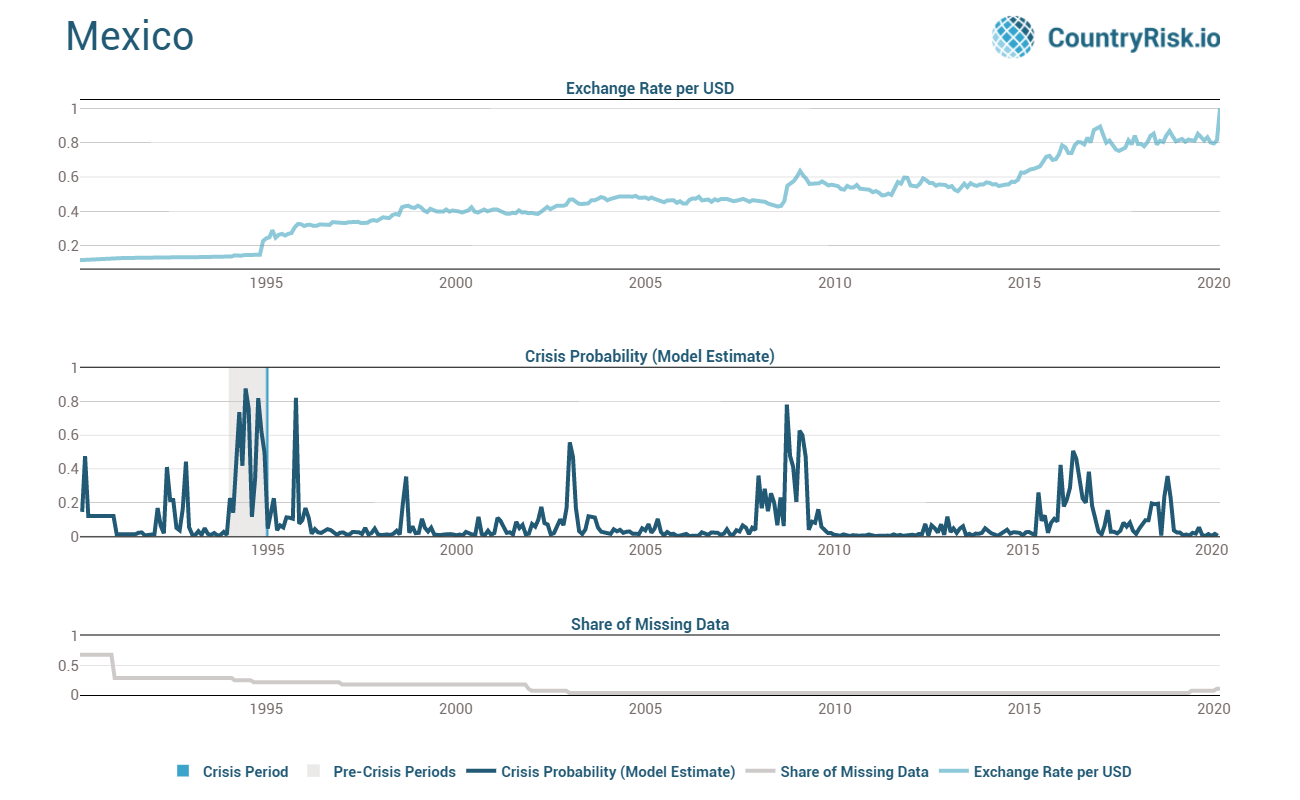 Mexico
CountryRisk.io
Exchange Rate per USD
1
0.8
0.6
0.4
0.2
1995 2000 2005 2010 2015 2020
Crisis Probability (Model Estimate)
1
0.8
0.6
0.4
0.2
0
1995 2000 2005 2010 2015 2020
Share of Missing Data
1
0.5
0
1995 2000 2005 2010 2015 2020
Crisis Period Pre-Crisis Periods Crisis Probability (Model Estimate) Share of Missing Data Exchange Rate per USD